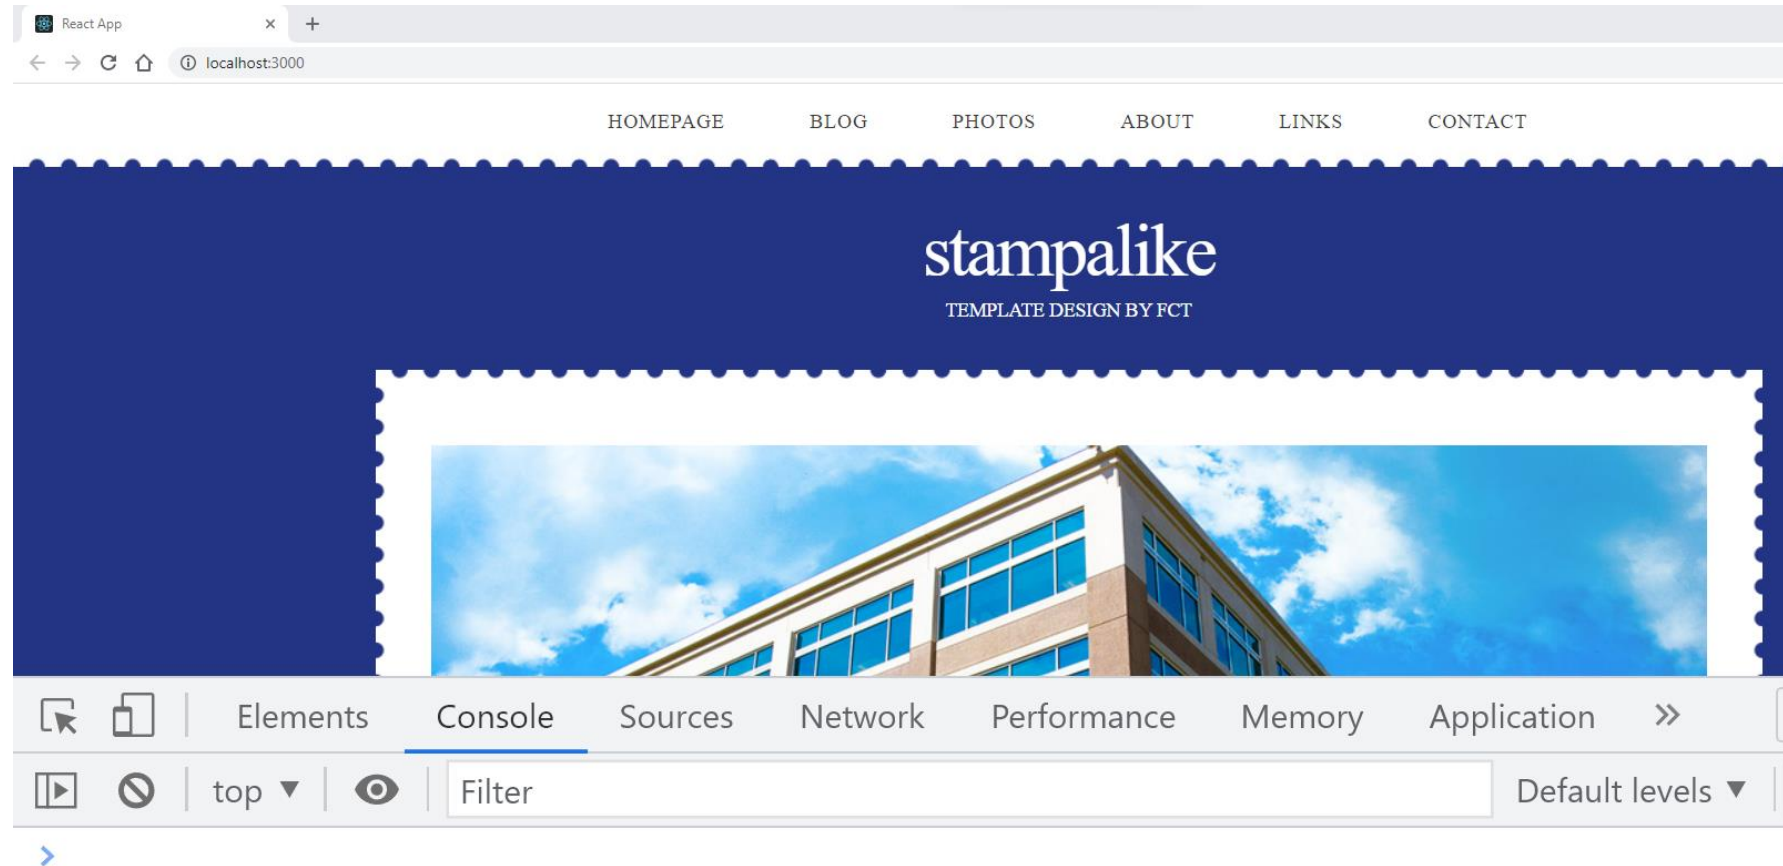 React App
localhost:3000
HOMEPAGE BLOG PHOTOS ABOUT LINKS CONTACT
stampalike
TEMPLATE DESIGN BY FCT
Elements Console Sources Network Performance Memory Application
top Filter Default levels